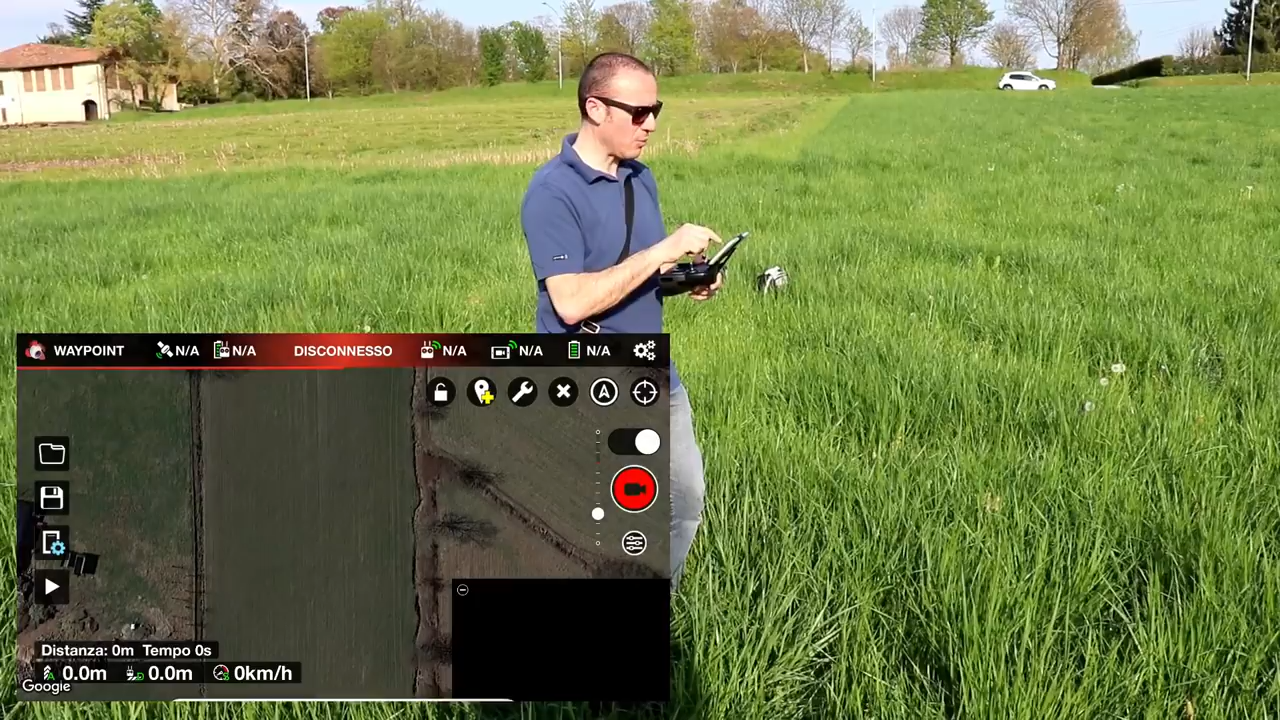 WAYPOINT N/A N/A DISCONNESSO N/A N/A N/A
A
Distanza: 0m Tempo 0s
0.0m 0.0m 0km/h
Google